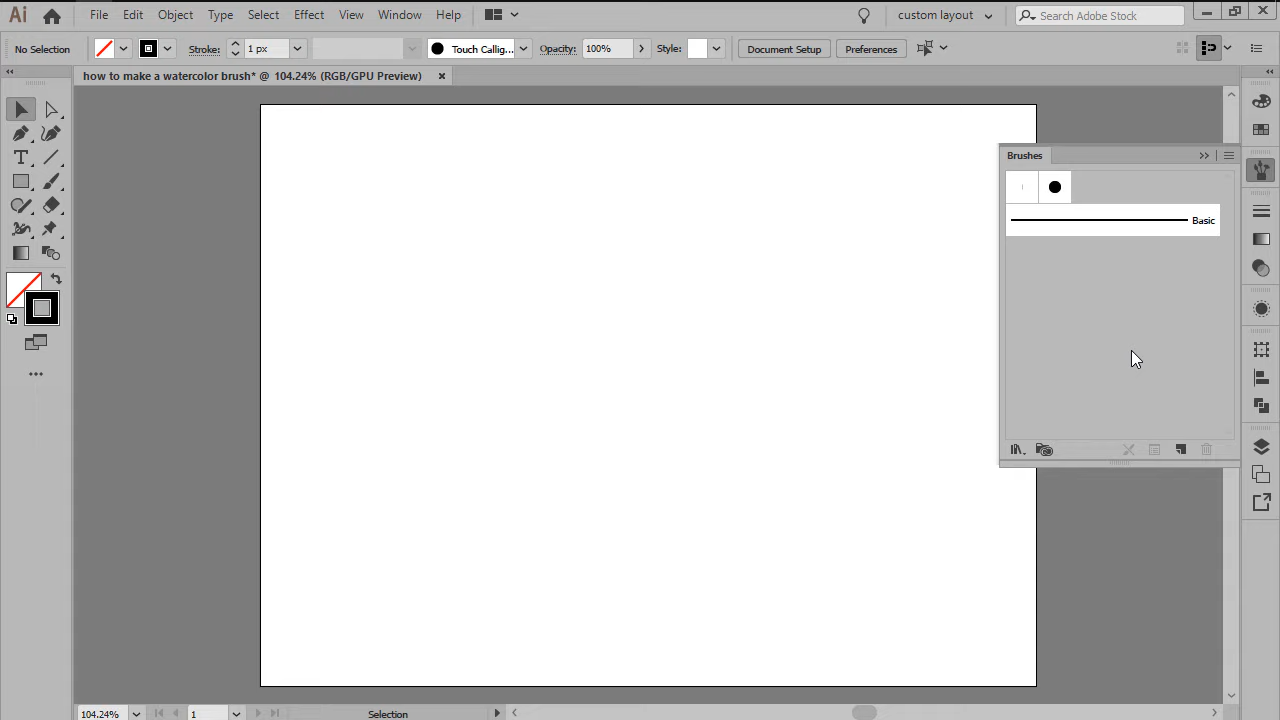 Ai File Edit Object Type Select Effect View Window Help custom layout Search Adobe Stock
No Selection Stroke: 1 px Touch Callig... Opacity: 100% Style: Document Setup Preferences
how to make a watercolor brush* @ 104.24% (RGB/GPU Preview)
Brushes
Basic
104.24% 1 Selection